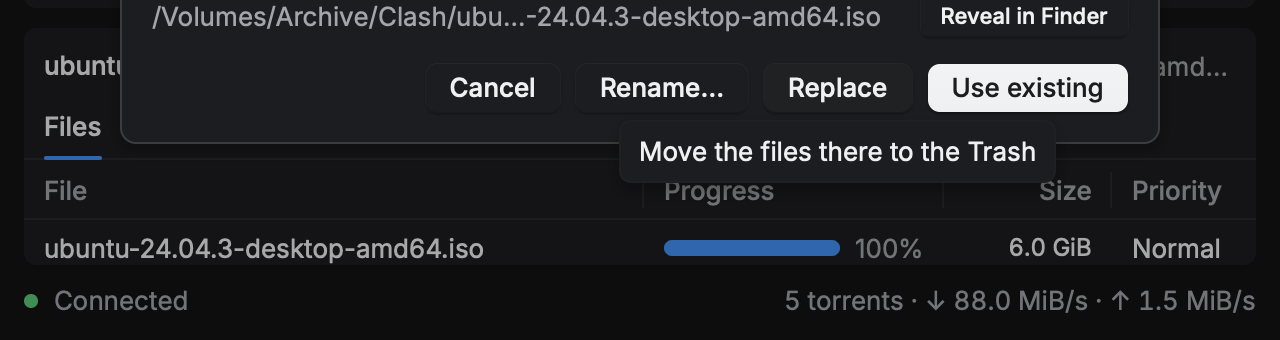 /Volumes/Archive/Clash/ubu...-24.04.3-desktop-amd64.iso Reveal in Finder
ubuntu amd...
Cancel Rename... Replace Use existing
Files
Move the files there to the Trash
File Progress Size Priority
ubuntu-24.04.3-desktop-amd64.iso 100% 6.0 GiB Normal
Connected 5 torrents · ↓ 88.0 MiB/s · ↑ 1.5 MiB/s